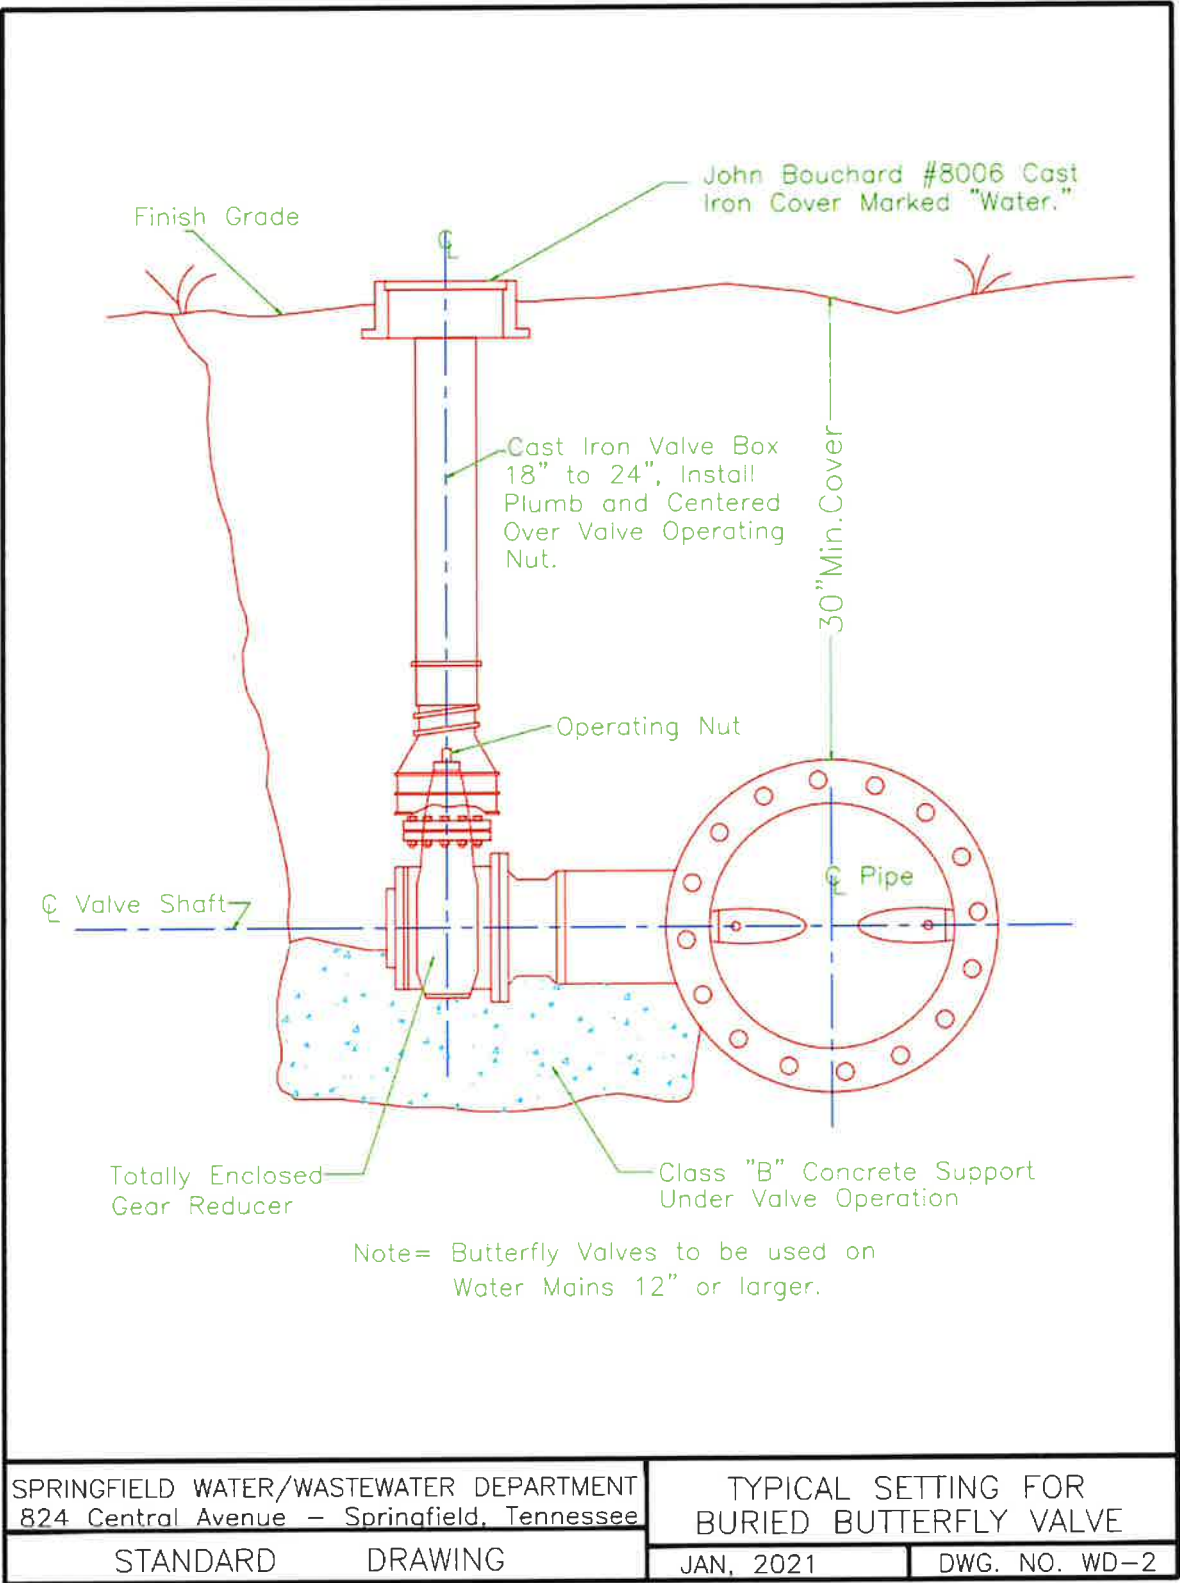 John Bouchard #8006 Cast
Iron Cover Marked "Water."
Finish Grade
℄
Cast Iron Valve Box
18" to 24", Install
Plumb and Centered
Over Valve Operating
Nut.
30" Min. Cover
Operating Nut
℄ Pipe
℄ Valve Shaft
Totally Enclosed
Gear Reducer
Class "B" Concrete Support
Under Valve Operation
Note= Butterfly Valves to be used on
Water Mains 12" or larger.
SPRINGFIELD WATER/WASTEWATER DEPARTMENT
824 Central Avenue – Springfield, Tennessee
STANDARD DRAWING
TYPICAL SETTING FOR
BURIED BUTTERFLY VALVE
JAN, 2021
DWG. NO. WD–2